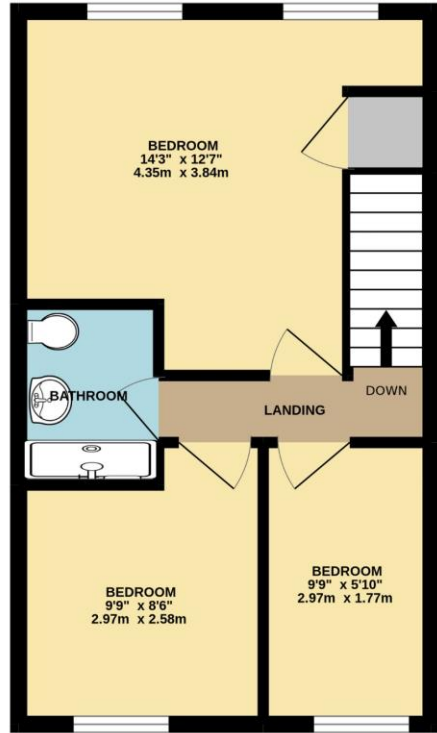 BEDROOM
14'3" x 12'7"
4.35m x 3.84m
BATHROOM
LANDING
DOWN
BEDROOM
9'9" x 8'6"
2.97m x 2.58m
BEDROOM
9'9" x 5'10"
2.97m x 1.77m